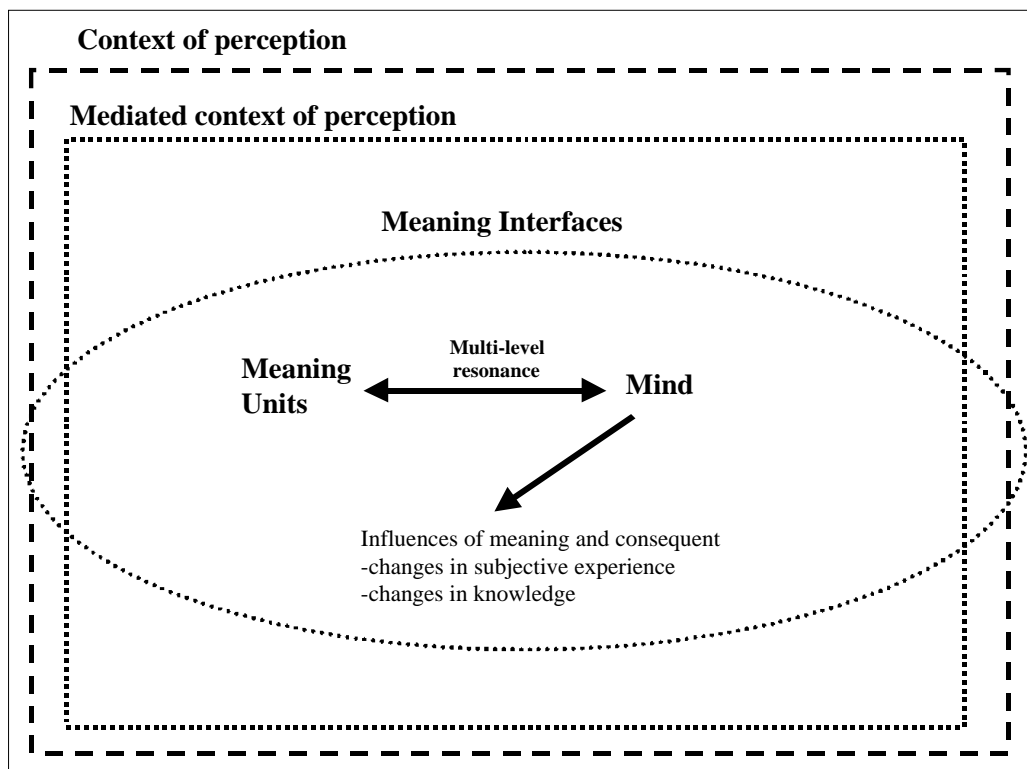 Context of perception
Mediated context of perception
Meaning Interfaces
Multi-level
resonance
Meaning
Units
Mind
Influences of meaning and consequent
-changes in subjective experience
-changes in knowledge